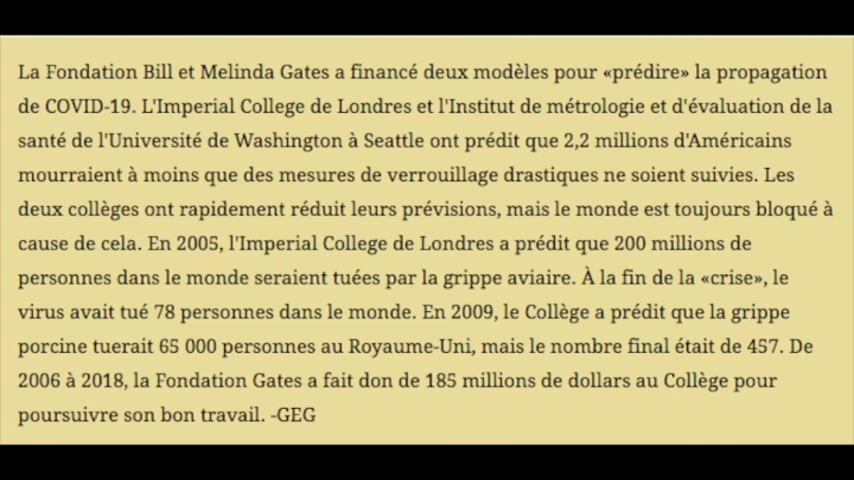 La Fondation Bill et Melinda Gates a financé deux modèles pour «prédire» la propagation
de COVID-19. L'Imperial College de Londres et l'Institut de métrologie et d'évaluation de la
santé de l'Université de Washington à Seattle ont prédit que 2,2 millions d'Américains
mourraient à moins que des mesures de verrouillage drastiques ne soient suivies. Les
deux collèges ont rapidement réduit leurs prévisions, mais le monde est toujours bloqué à
cause de cela. En 2005, l'Imperial College de Londres a prédit que 200 millions de
personnes dans le monde seraient tuées par la grippe aviaire. À la fin de la «crise», le
virus avait tué 78 personnes dans le monde. En 2009, le Collège a prédit que la grippe
porcine tuerait 65 000 personnes au Royaume-Uni, mais le nombre final était de 457. De
2006 à 2018, la Fondation Gates a fait don de 185 millions de dollars au Collège pour
poursuivre son bon travail. -GEG